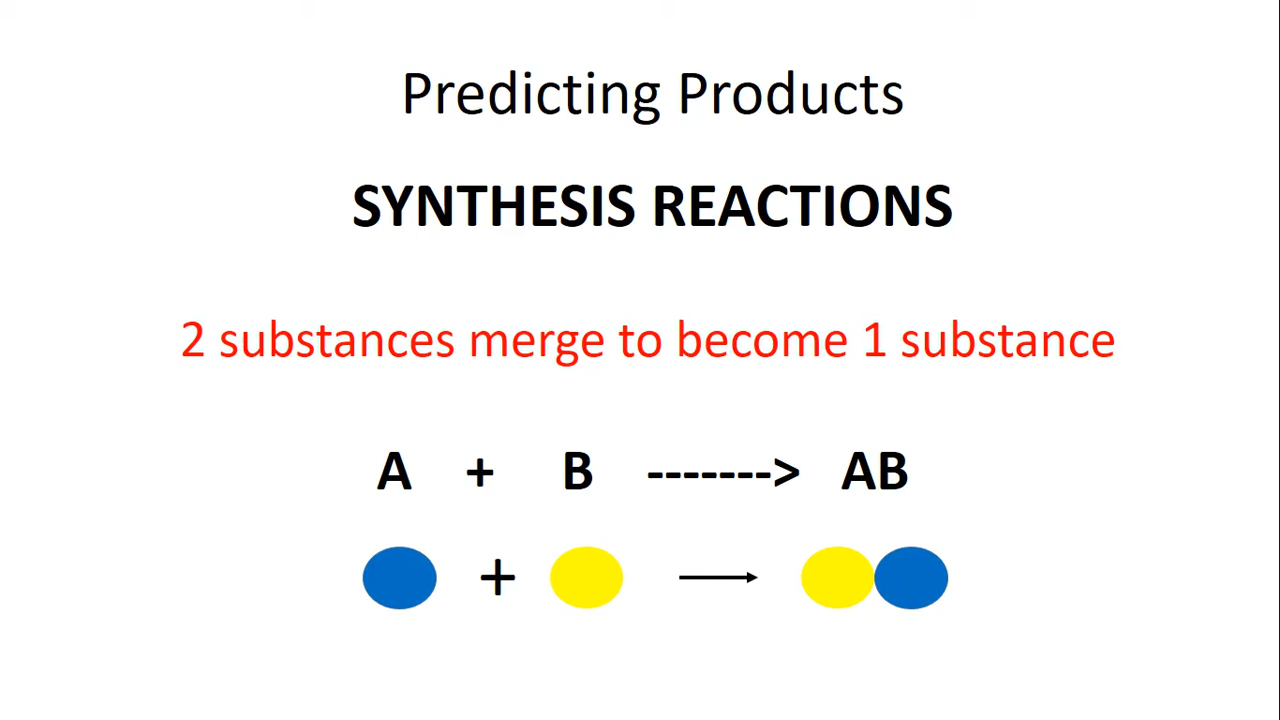 Predicting Products
SYNTHESIS REACTIONS
2 substances merge to become 1 substance
A + B -------> AB
+